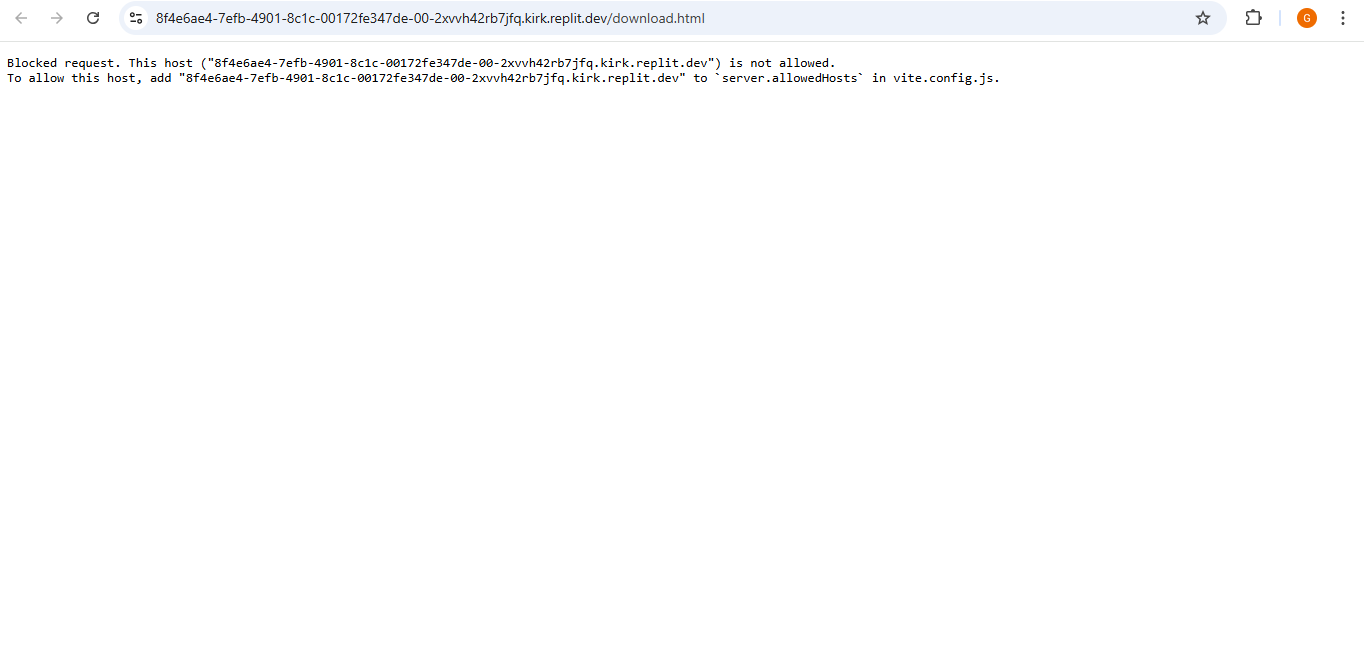 8f4e6ae4-7efb-4901-8c1c-00172fe347de-00-2xvvh42rb7jfq.kirk.replit.dev/download.html
G
Blocked request. This host ("8f4e6ae4-7efb-4901-8c1c-00172fe347de-00-2xvvh42rb7jfq.kirk.replit.dev") is not allowed.
To allow this host, add "8f4e6ae4-7efb-4901-8c1c-00172fe347de-00-2xvvh42rb7jfq.kirk.replit.dev" to `server.allowedHosts` in vite.config.js.